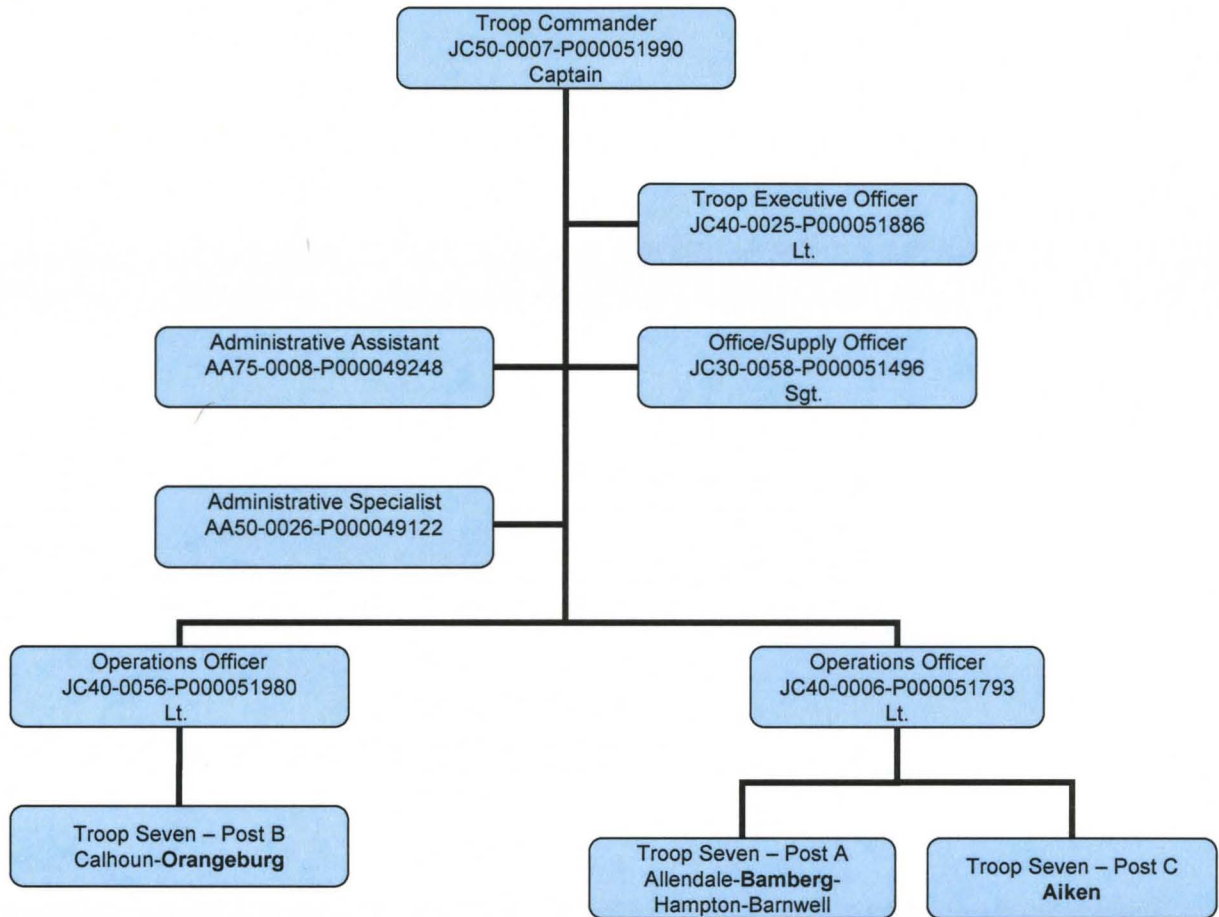 Troop Commander
JC50-0007-P000051990
Captain
Troop Executive Officer
JC40-0025-P000051886
Lt.
Administrative Assistant
AA75-0008-P000049248
Office/Supply Officer
JC30-0058-P000051496
Sgt.
Administrative Specialist
AA50-0026-P000049122
Operations Officer
JC40-0056-P000051980
Lt.
Operations Officer
JC40-0006-P000051793
Lt.
Troop Seven – Post B
Calhoun-Orangeburg
Troop Seven – Post A
Allendale-Bamberg-
Hampton-Barnwell
Troop Seven – Post C
Aiken